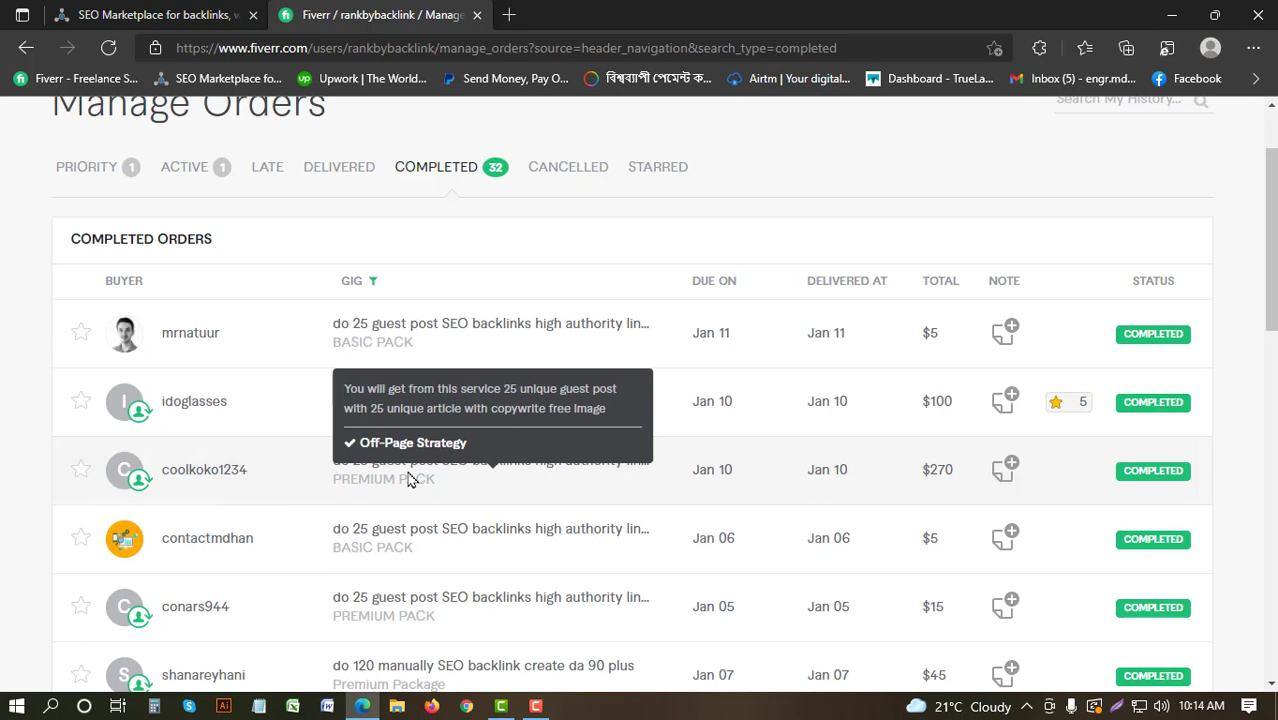 SEO Marketplace for backlinks, w
Fiverr / rankbybacklink / Manage
https://www.fiverr.com/users/rankbybacklink/manage_orders?source=header_navigation&search_type=completed
Fiverr - Freelance S...
SEO Marketplace fo...
Upwork | The World...
Send Money, Pay O...
বিশ্বব্যাপী পেমেন্ট ক...
Airtm | Your digital...
Dashboard - TrueLa...
Inbox (5) - engr.md...
Facebook
Manage Orders
Search My History...
PRIORITY 1
ACTIVE 1
LATE
DELIVERED
COMPLETED 32
CANCELLED
STARRED
COMPLETED ORDERS
BUYER GIG DUE ON DELIVERED AT TOTAL NOTE STATUS
do 25 guest post SEO backlinks high authority lin...
mrnatuur Jan 11 Jan 11 $5 COMPLETED
BASIC PACK
You will get from this service 25 unique guest post
with 25 unique article with copywrite free image
Off-Page Strategy
I idoglasses Jan 10 Jan 10 $100 5 COMPLETED
do 25 guest post SEO backlinks high authority lin...
C coolkoko1234 Jan 10 Jan 10 $270 COMPLETED
PREMIUM PACK
do 25 guest post SEO backlinks high authority lin...
contactmdhan Jan 06 Jan 06 $5 COMPLETED
BASIC PACK
do 25 guest post SEO backlinks high authority lin...
C conars944 Jan 05 Jan 05 $15 COMPLETED
PREMIUM PACK
do 120 manually SEO backlink create da 90 plus
S shanareyhani Jan 07 Jan 07 $45 COMPLETED
Premium Package
21°C Cloudy
10:14 AM